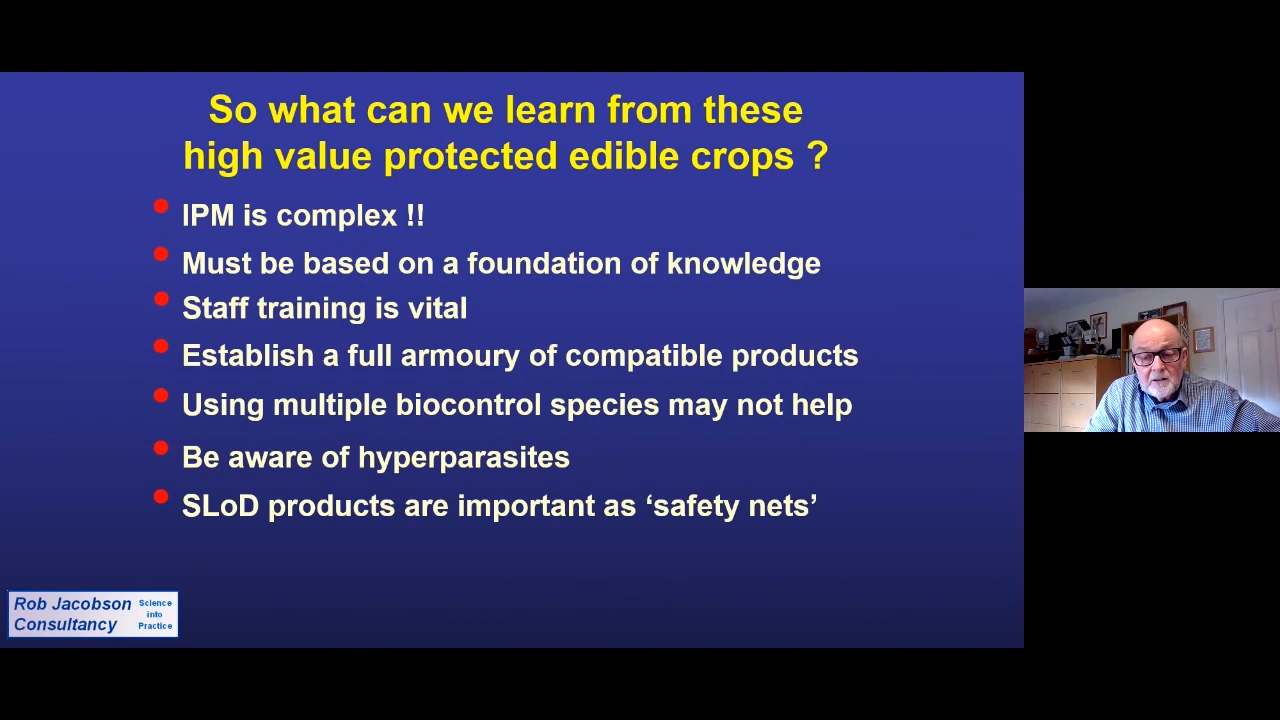 So what can we learn from these
high value protected edible crops ?
• IPM is complex !!
• Must be based on a foundation of knowledge
• Staff training is vital
• Establish a full armoury of compatible products
• Using multiple biocontrol species may not help
• Be aware of hyperparasites
• SLoD products are important as ‘safety nets’
Rob Jacobson
Consultancy
Science
into
Practice